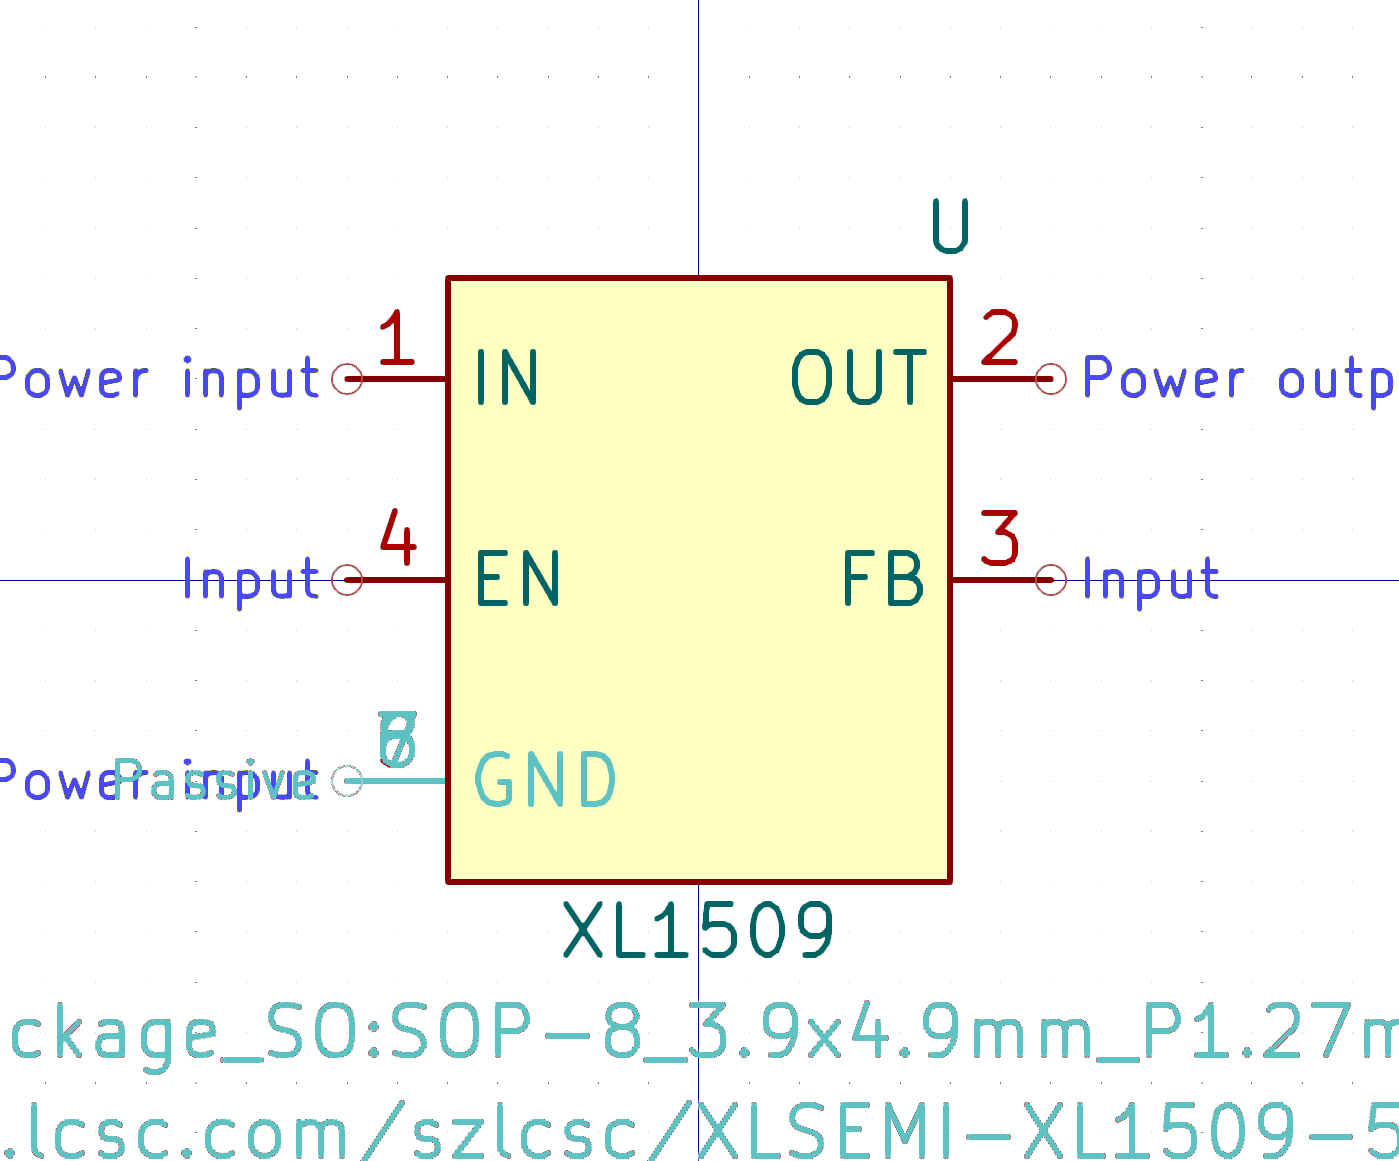 U
1 2
Power input IN OUT Power outp
4 3
Input EN FB Input
Power input Passive GND
XL1509
ckage_SO:SOP-8_3.9x4.9mm_P1.27m
.lcsc.com/szlcsc/XLSEMI-XL1509-5